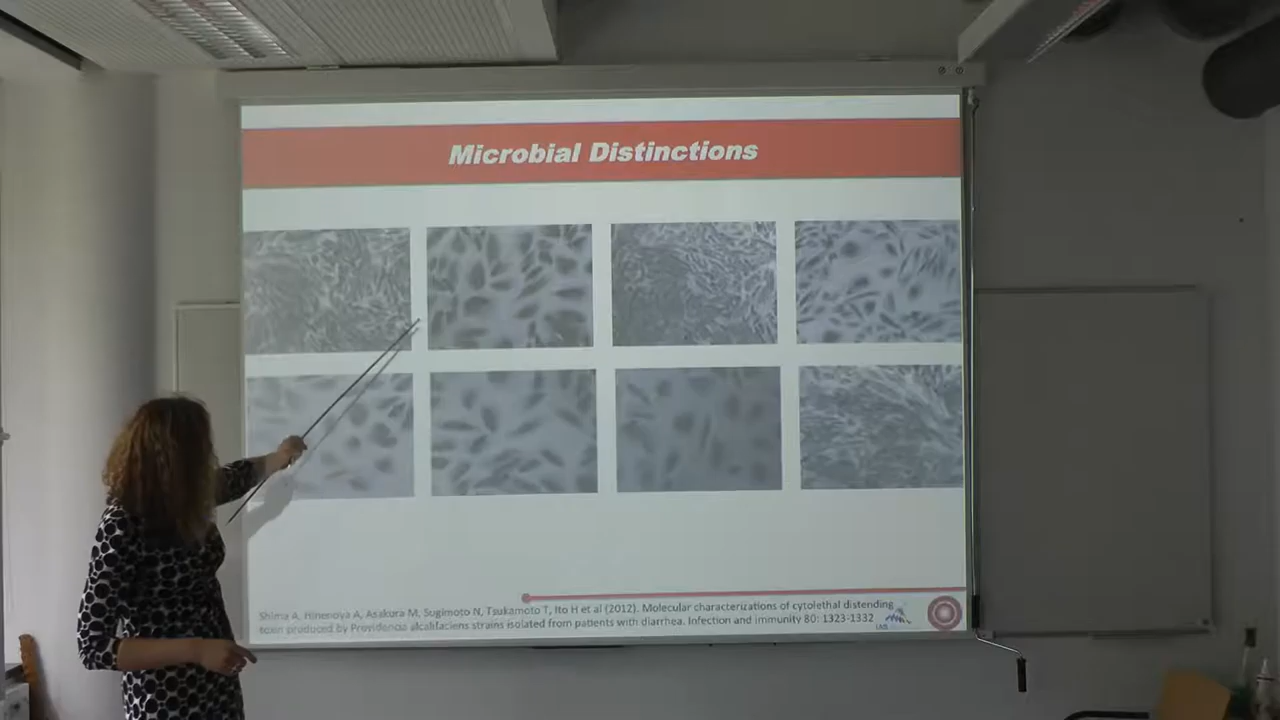 Microbial Distinctions
Shima A, Hinenoya A, Asakura M, Sugimoto N, Tsukamoto T, Ito H et al (2012). Molecular characterizations of cytolethal distending
toxin produced by Providencia alcalifaciens strains isolated from patients with diarrhea. Infection and immunity 80: 1323-1332